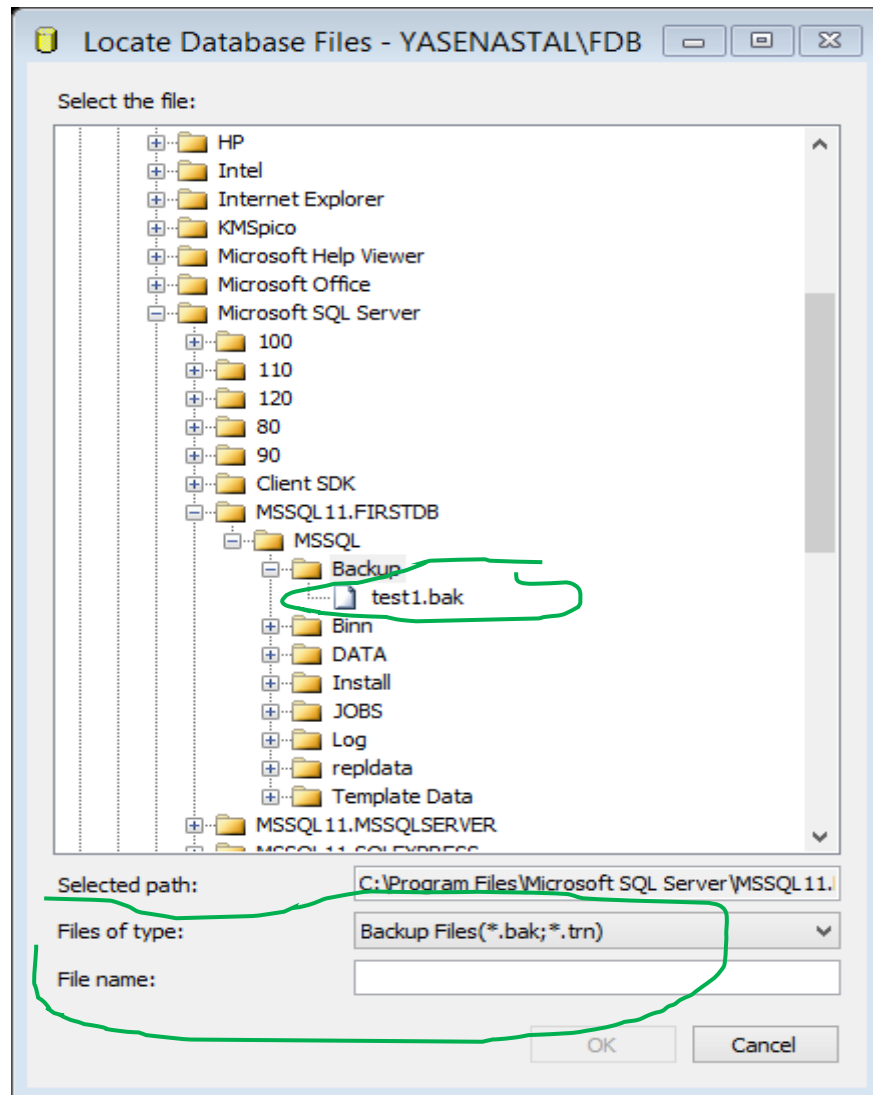 Locate Database Files - YASENASTAL\FDB
Select the file:
HP
Intel
Internet Explorer
KMSpico
Microsoft Help Viewer
Microsoft Office
Microsoft SQL Server
100
110
120
80
90
Client SDK
MSSQL11.FIRSTDB
MSSQL
Backup
test1.bak
Binn
DATA
Install
JOBS
Log
repldata
Template Data
MSSQL11.MSSQLSERVER
MSSQL11.SQLEXPRESS
Selected path: C:\Program Files\Microsoft SQL Server\MSSQL11.
Files of type: Backup Files(*.bak;*.trn)
File name:
OK Cancel